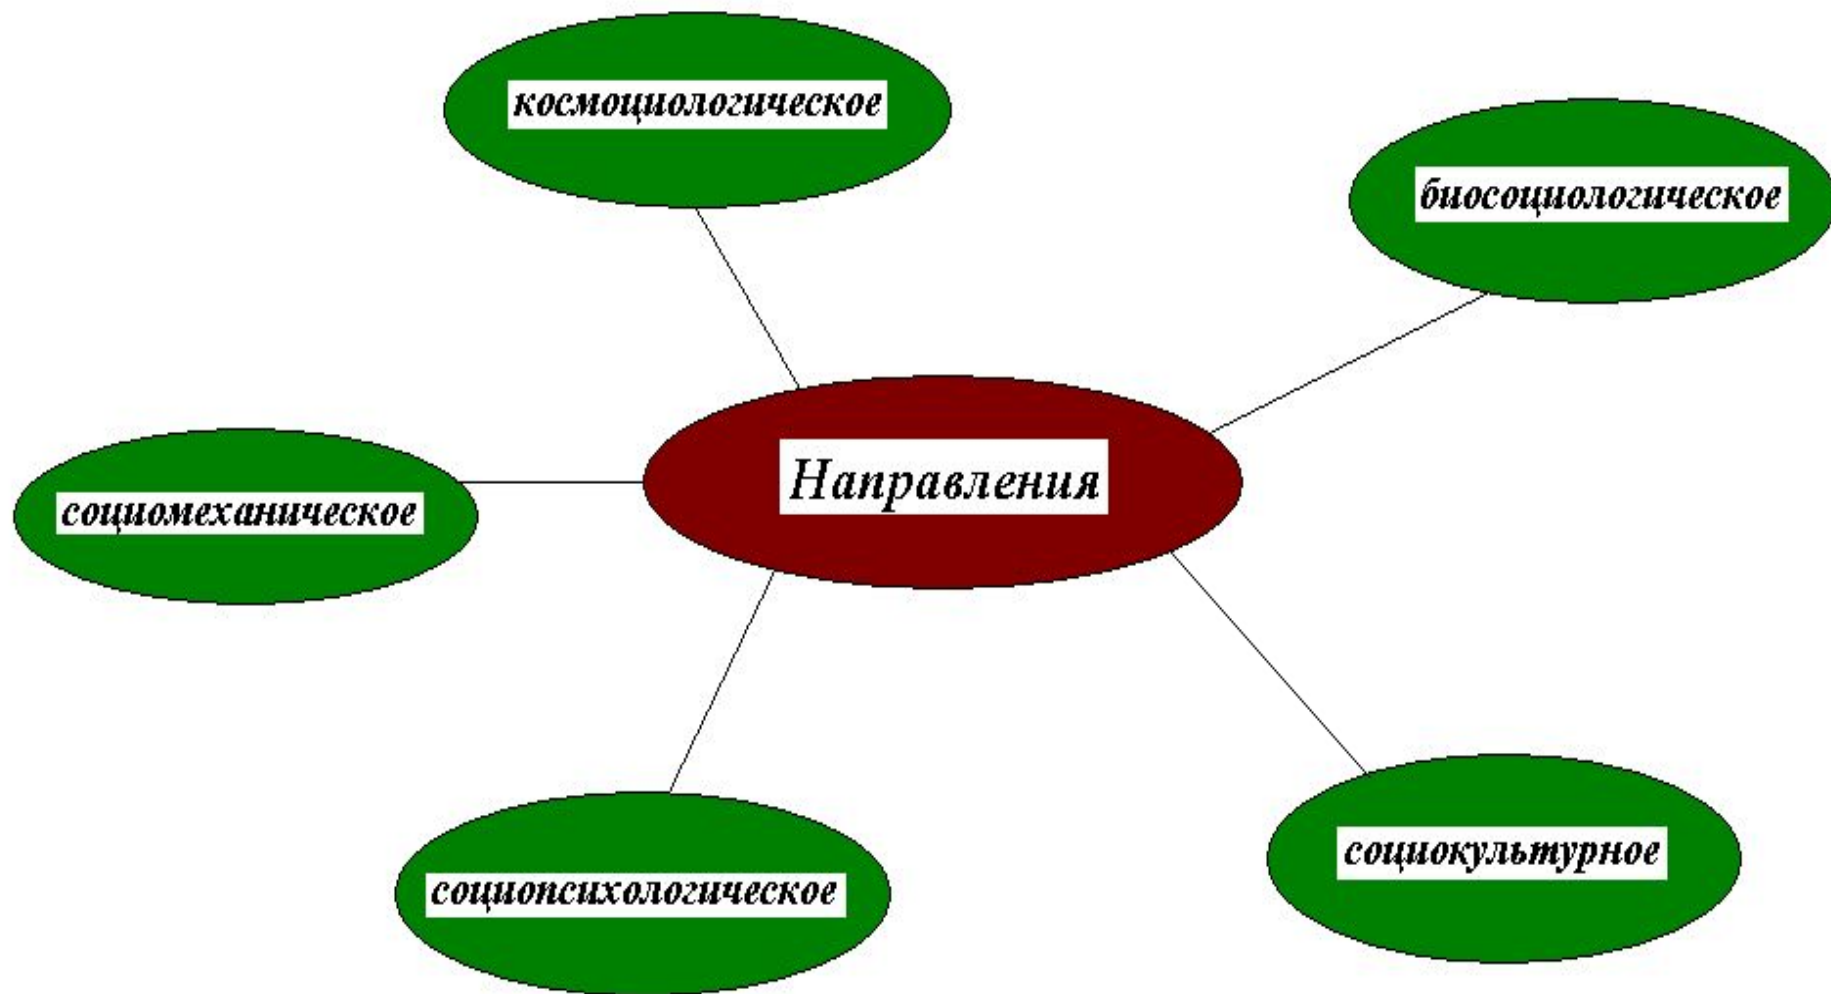 космоциологическое
биосоциологическое
Направления
социомеханическое
социокультурное
социопсихологическое